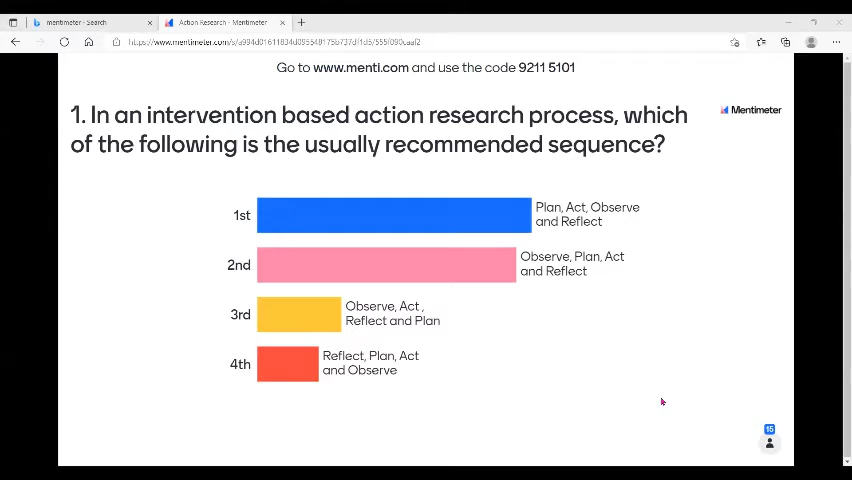 mentimeter - Search
Action Research - Mentimeter
Go to www.menti.com and use the code 9211 5101
1. In an intervention based action research process, which
of the following is the usually recommended sequence?
Mentimeter
1st
Plan, Act, Observe
and Reflect
2nd
Observe, Plan, Act
and Reflect
3rd
Observe, Act ,
Reflect and Plan
4th
Reflect, Plan, Act
and Observe
15